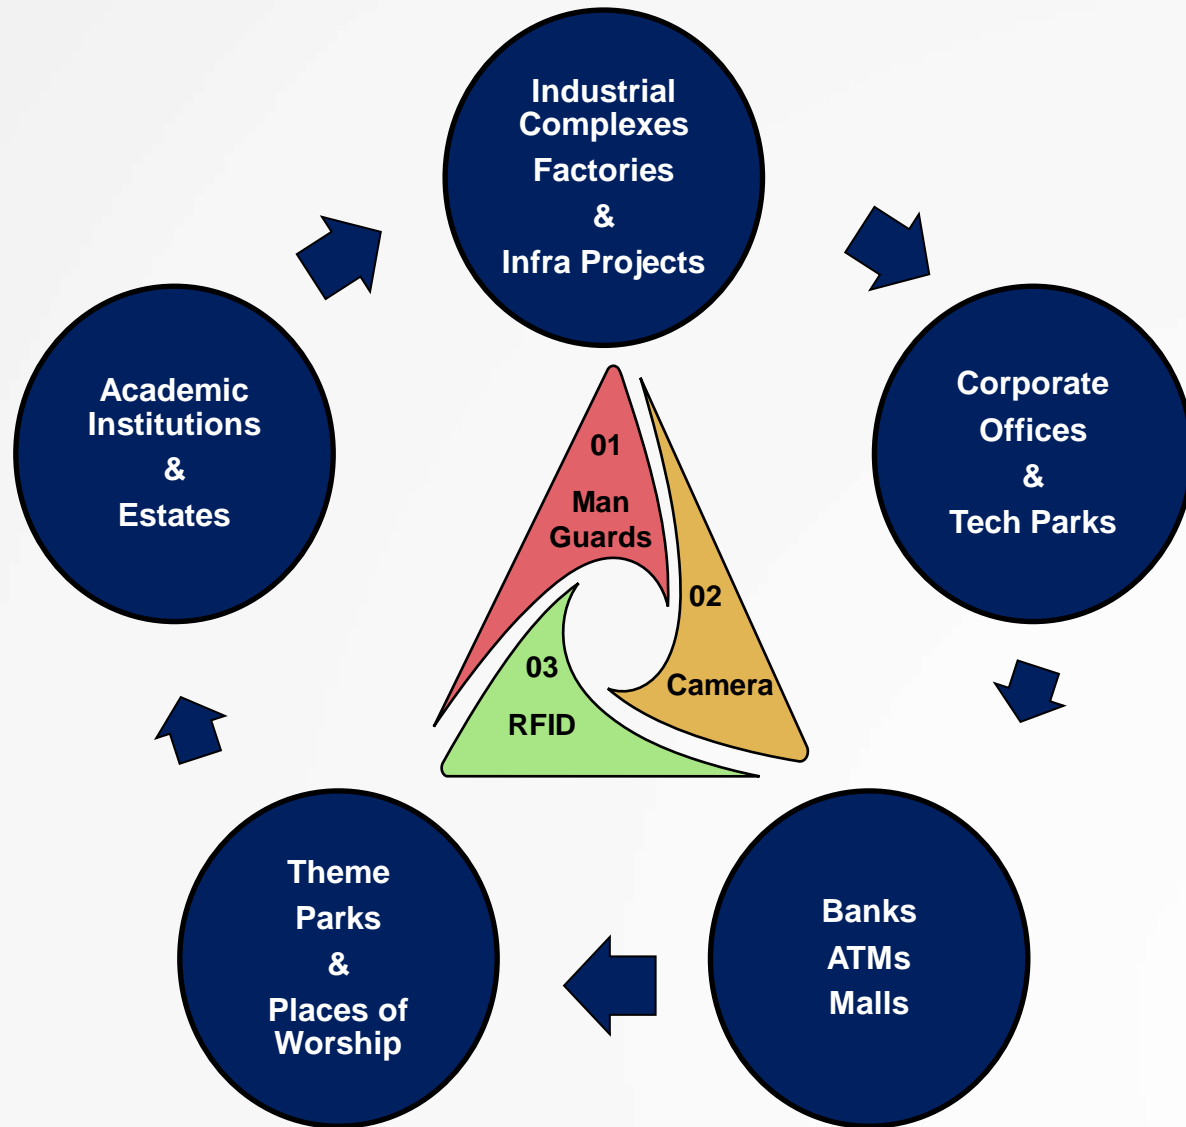 Industrial
Complexes
Factories
&
Infra Projects
Corporate
Offices
&
Tech Parks
Banks
ATMs
Malls
Theme
Parks
&
Places of
Worship
Academic
Institutions
&
Estates
01
Man
Guards
02
Camera
03
RFID